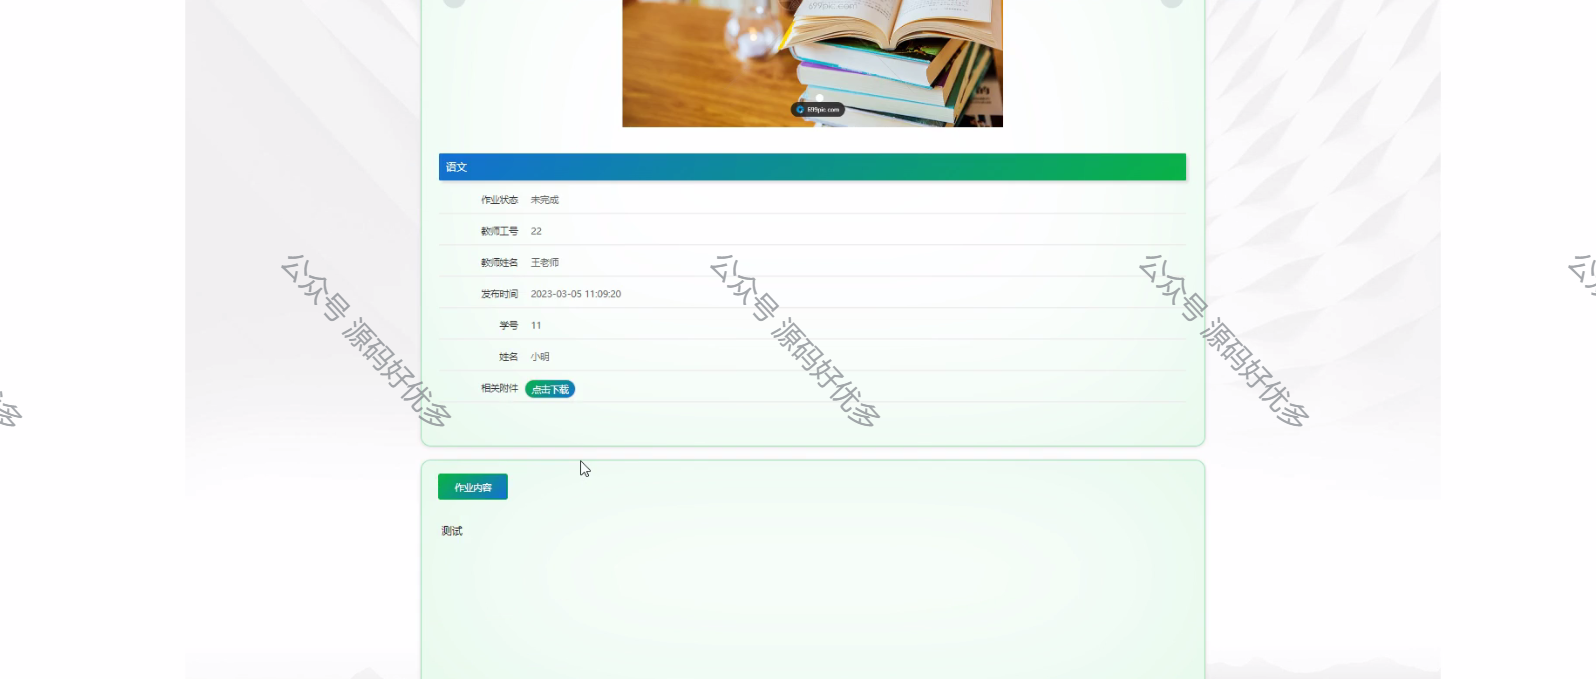 699pic.com
699pic.com
语文
作业状态 未完成
教师工号 22
教师姓名 王老师
发布时间 2023-03-05 11:09:20
学号 11
姓名 小明
相关附件 点击下载
公众号 源码好优多
公众号 源码好优多
公众号 源码好优多
作业内容
测试